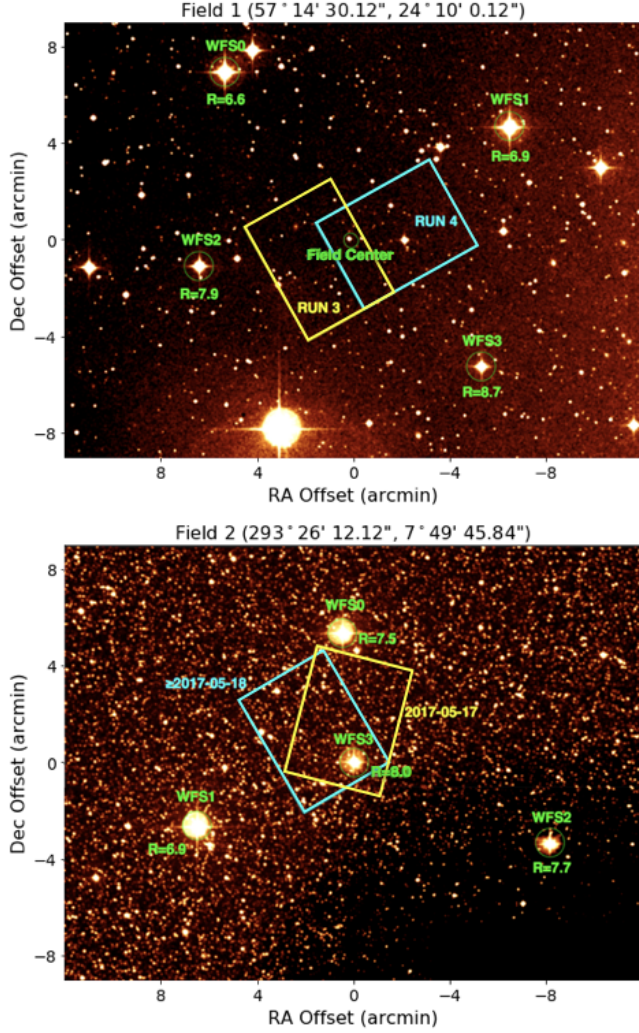 Field 1 (57° 14' 30.12", 24° 10' 0.12")
8
WFS0
R=6.6
WFS1
R=6.9
4
RUN 4
WFS2
0
Field Center
R=7.9
RUN 3
WFS3
-4
R=8.7
-8
8
4
0
-4
-8
Dec Offset (arcmin)
RA Offset (arcmin)
Field 2 (293° 26' 12.12", 7° 49' 45.84")
8
WFS0
R=7.5
4
≥2017-05-18
2017-05-17
WFS3
0
R=8.0
WFS1
WFS2
R=6.9
-4
R=7.7
-8
8
4
0
-4
-8
Dec Offset (arcmin)
RA Offset (arcmin)